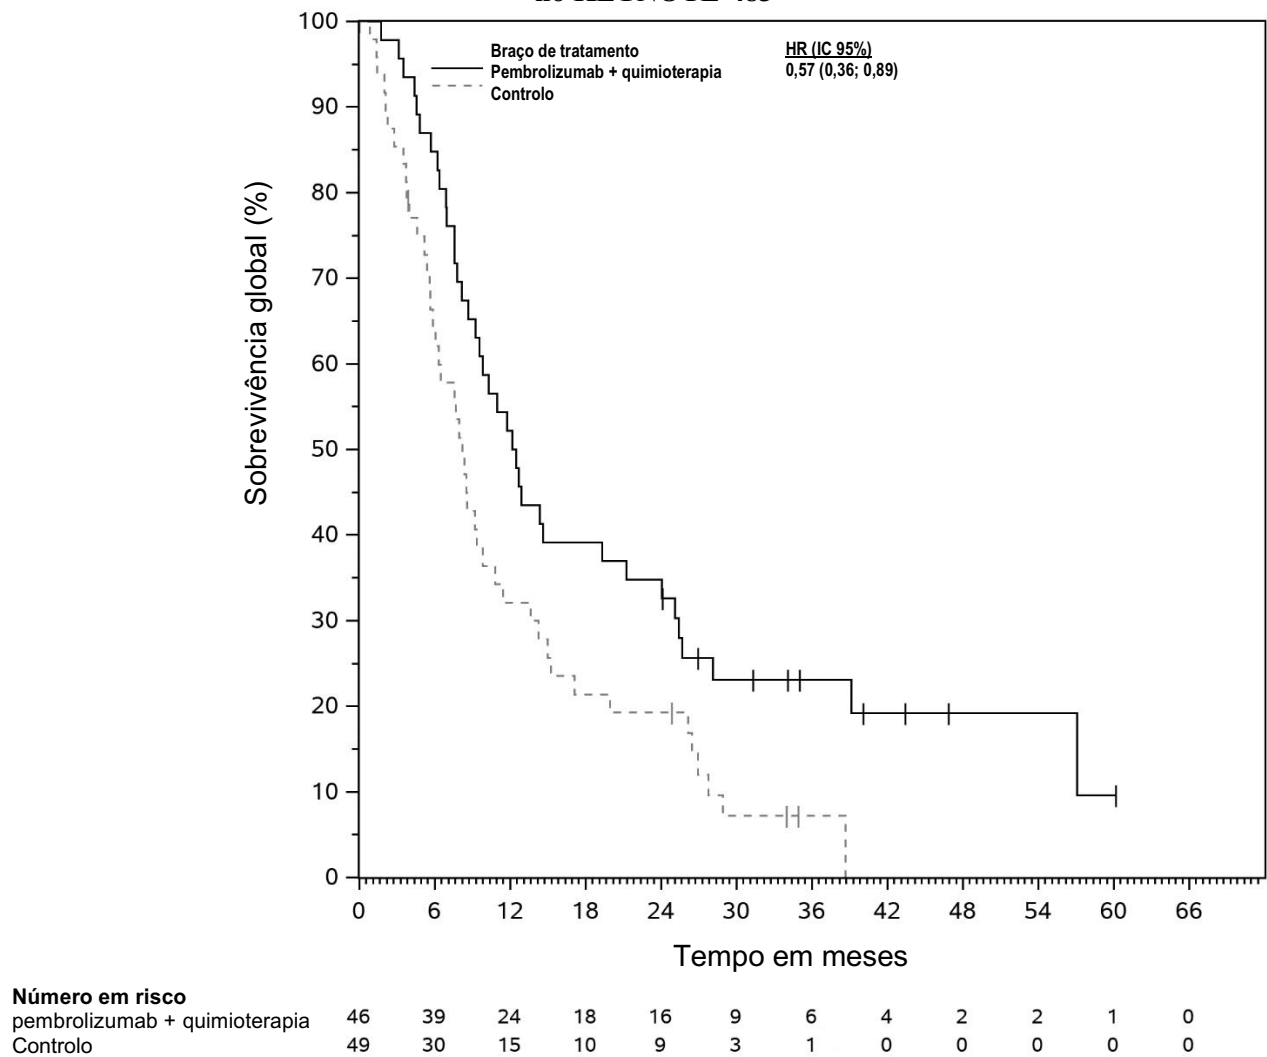 Braço de tratamento HR (IC 95%)
Pembrolizumab + quimioterapia 0,57 (0,36; 0,89)
Controlo
Sobrevivência global (%)
100
90
80
70
60
50
40
30
20
10
0
0 6 12 18 24 30 36 42 48 54 60 66
Tempo em meses
Número em risco
pembrolizumab + quimioterapia 46 39 24 18 16 9 6 4 2 2 1 0
Controlo 49 30 15 10 9 3 1 0 0 0 0 0